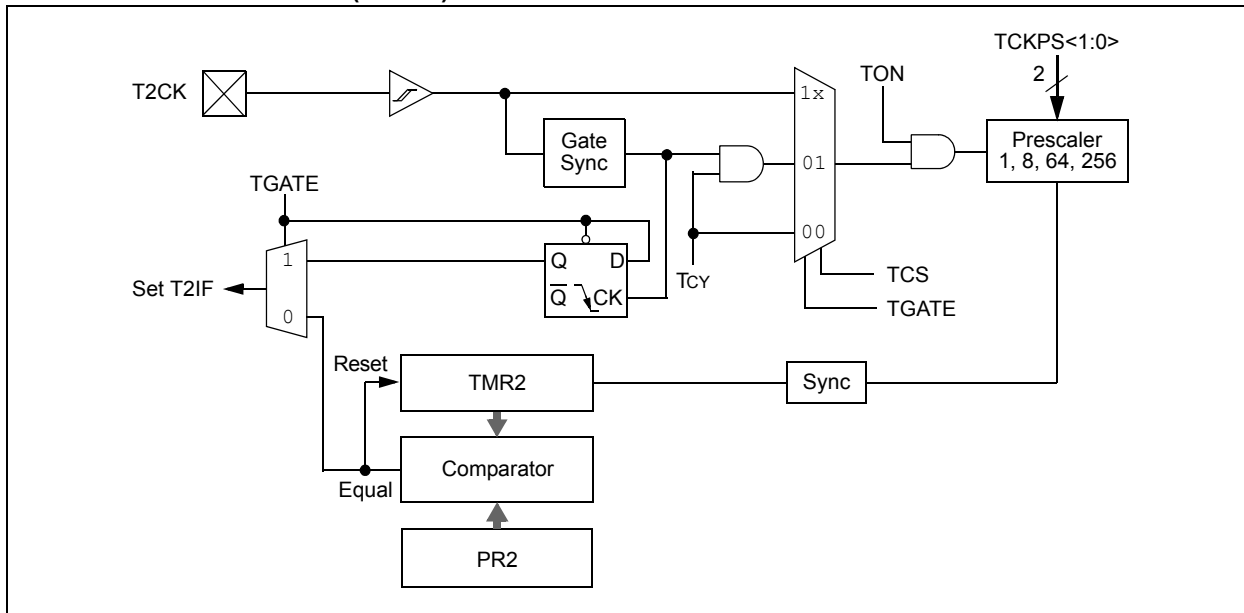 TCKPS<1:0>
2
T2CK
TON
1x
Gate
Sync
01
Prescaler
1, 8, 64, 256
TGATE
00
1
Q
D
Set T2IF
Q
CK
TCY
TCS
TGATE
0
Reset
TMR2
Sync
Comparator
Equal
PR2